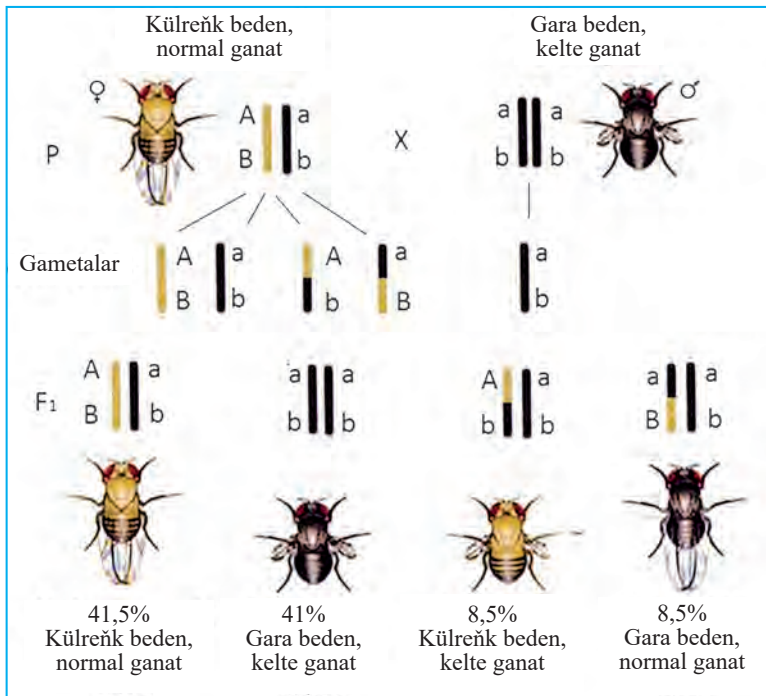 Külreňk beden,
normal ganat
Gara beden,
kelte ganat
♀
♂
P
A a
B b
X
a a
b b
Gametalar
A a A a a
B b b B b
F1
A a a a A a a a
B b b b b b B b
41,5%
Külreňk beden,
normal ganat
41%
Gara beden,
kelte ganat
8,5%
Külreňk beden,
kelte ganat
8,5%
Gara beden,
normal ganat